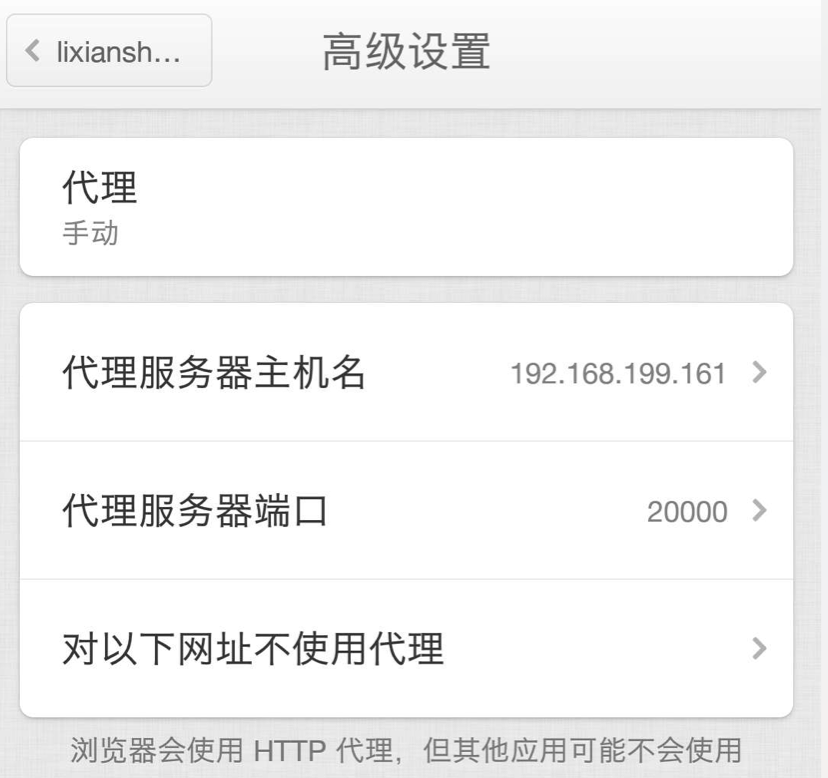 lixiansh...
高级设置
代理
手动
代理服务器主机名 192.168.199.161
代理服务器端口 20000
对以下网址不使用代理
浏览器会使用 HTTP 代理，但其他应用可能不会使用